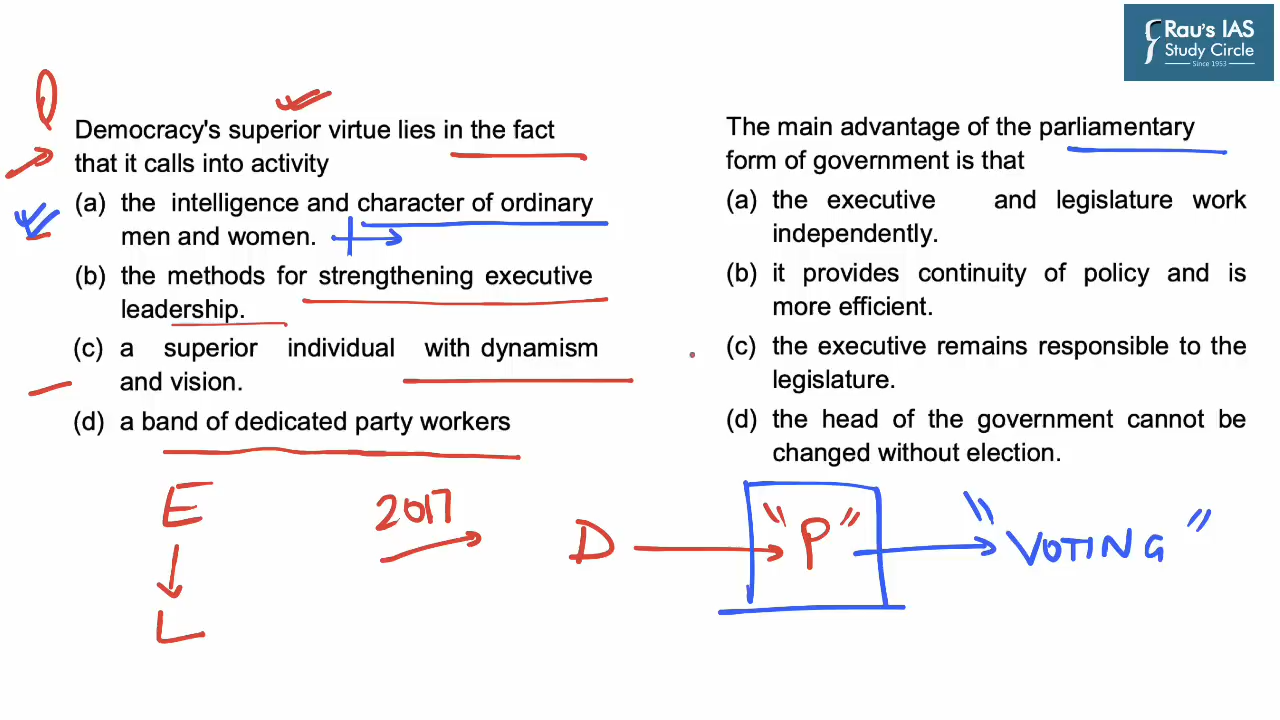 Rau's IAS
Study Circle
Since 1953
Q
Democracy's superior virtue lies in the fact
that it calls into activity
(a) the intelligence and character of ordinary
men and women.
(b) the methods for strengthening executive
leadership.
(c) a superior individual with dynamism
and vision.
(d) a band of dedicated party workers
E
L
2017
The main advantage of the parliamentary
form of government is that
(a) the executive and legislature work
independently.
(b) it provides continuity of policy and is
more efficient.
(c) the executive remains responsible to the
legislature.
(d) the head of the government cannot be
changed without election.
D "P" "VOTING"